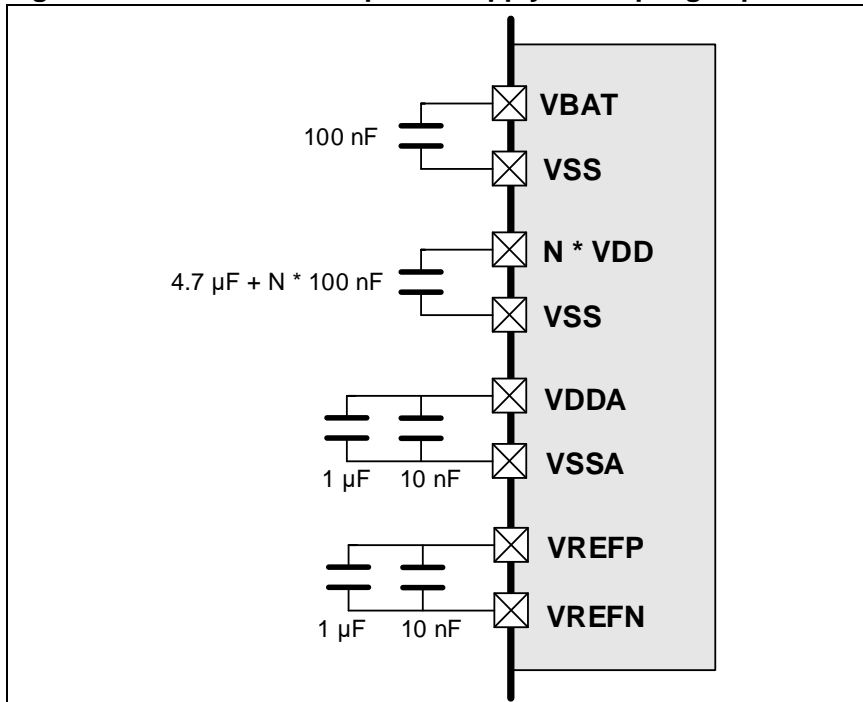 100 nF
VBAT
VSS
4.7 µF + N * 100 nF
N * VDD
VSS
VDDA
VSSA
1 µF 10 nF
VREFP
VREFN
1 µF 10 nF